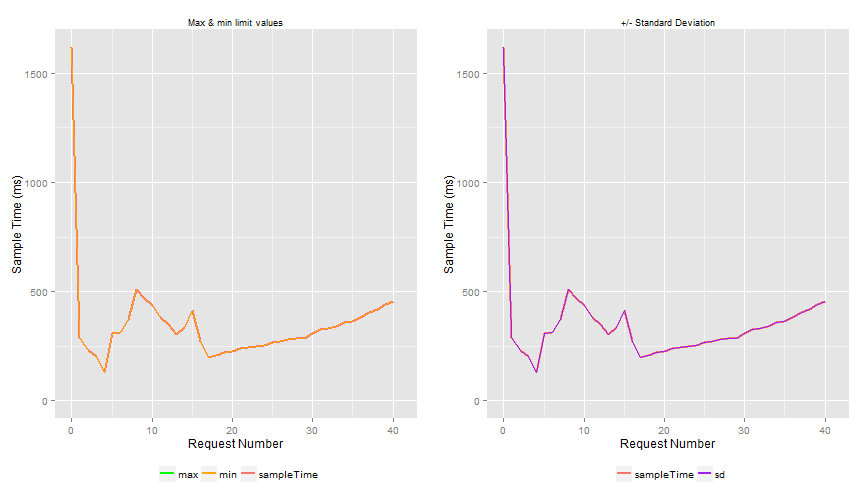 Max & min limit values
Sample Time (ms)
1500
1000
500
0
0 10 20 30 40
Request Number
max min sampleTime
+/- Standard Deviation
Sample Time (ms)
1500
1000
500
0
0 10 20 30 40
Request Number
sampleTime sd